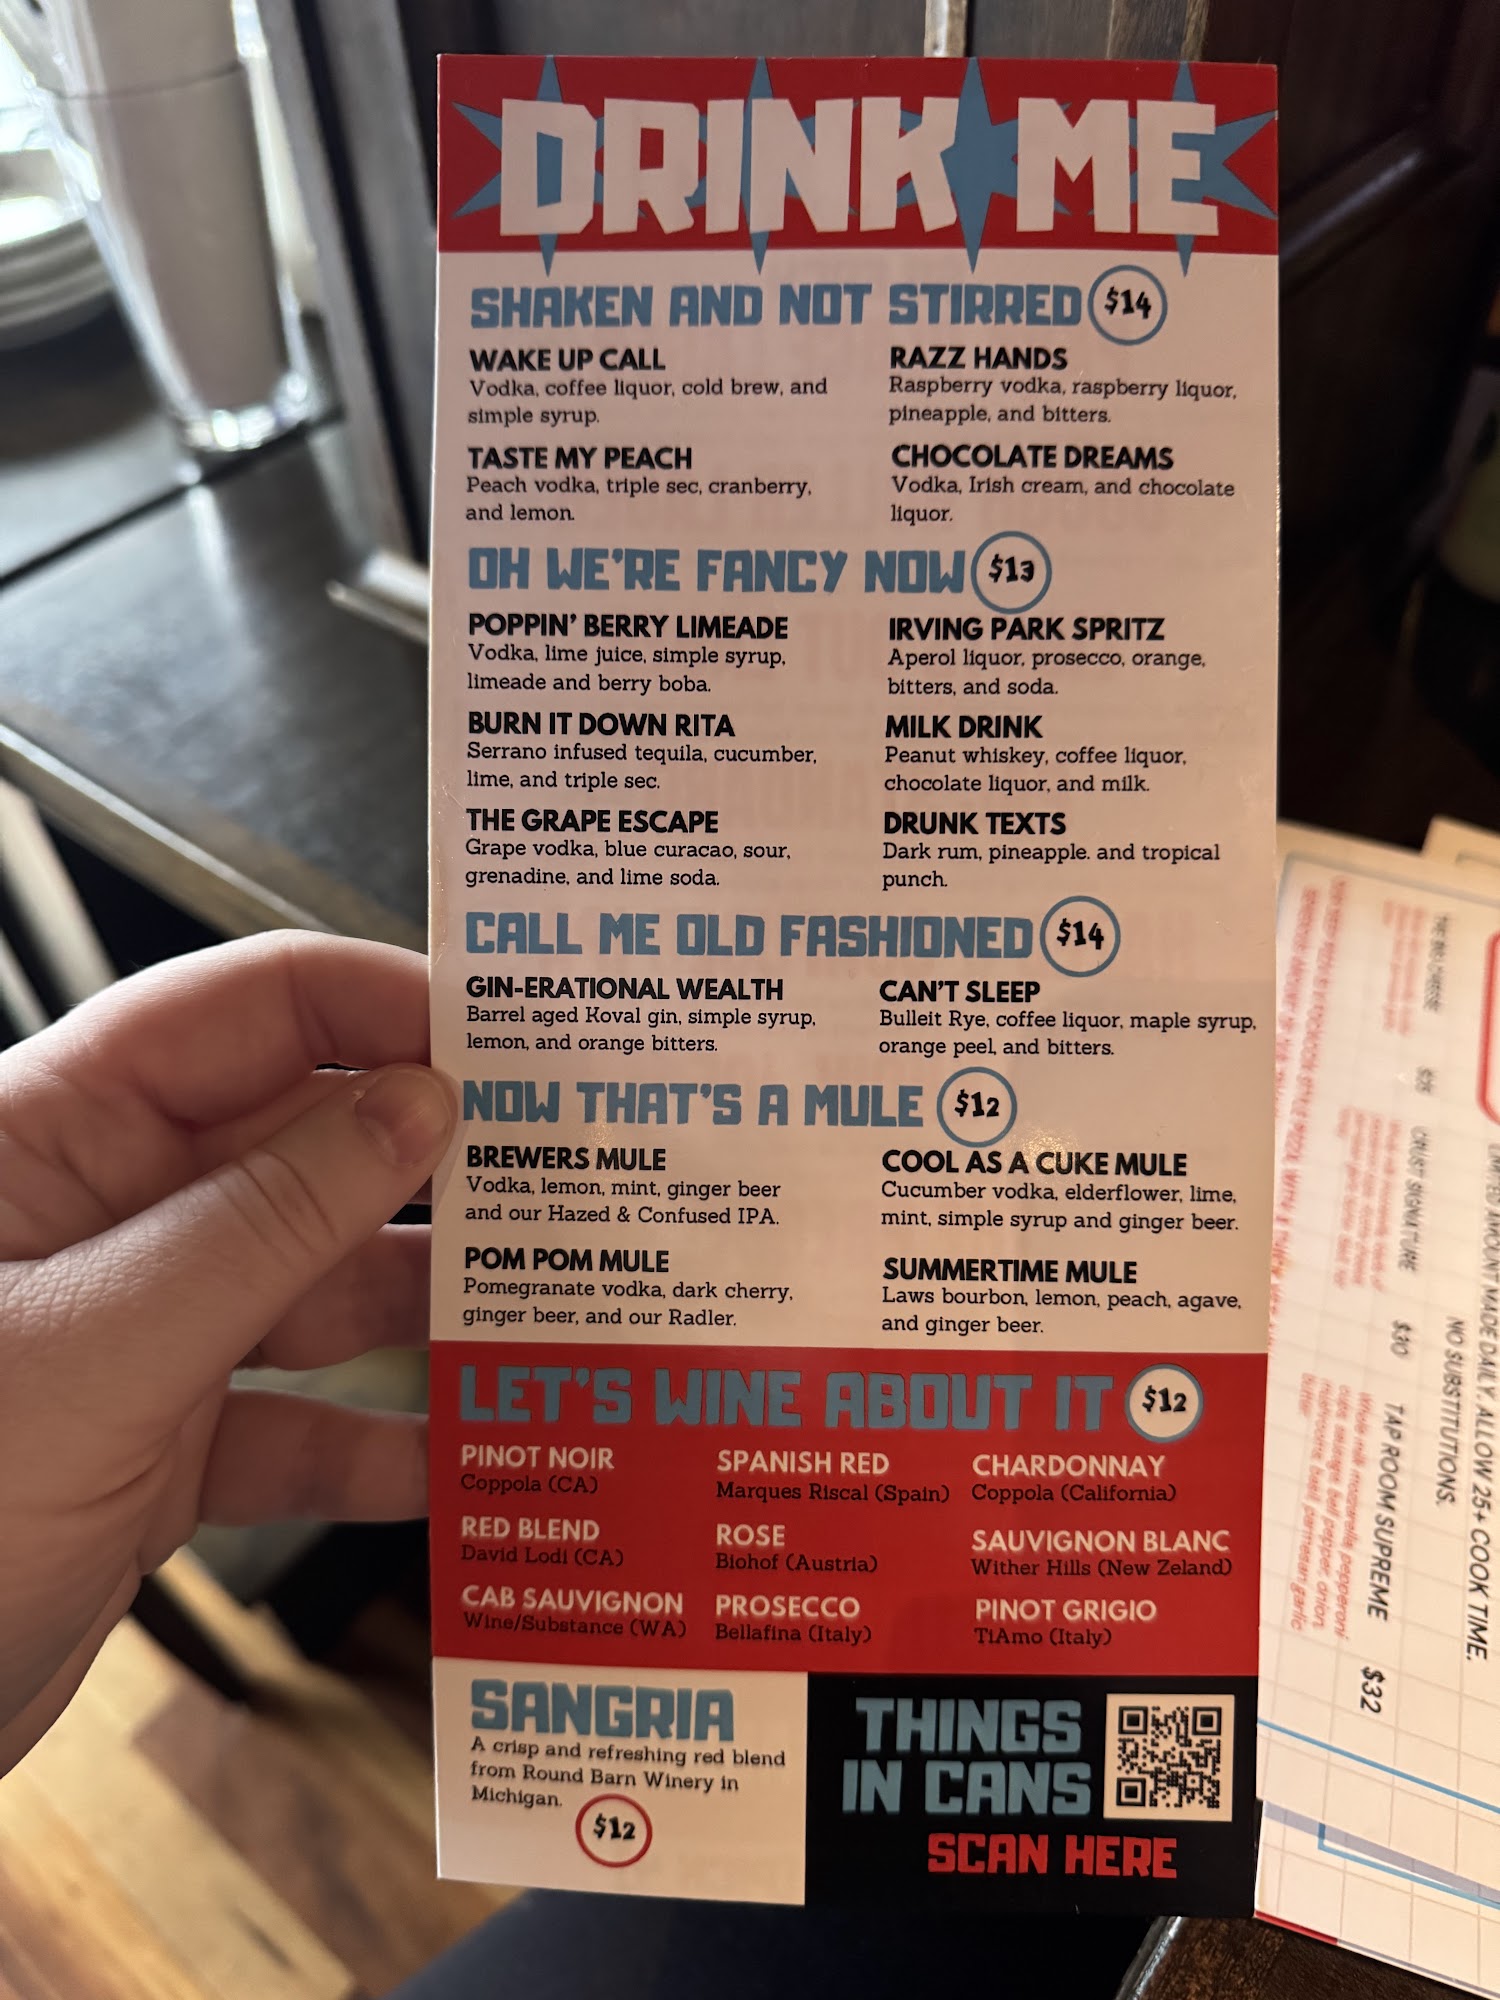 DRINK ME
SHAKEN AND NOT STIRRED $14
WAKE UP CALL
Vodka, coffee liquor, cold brew, and
simple syrup.
RAZZ HANDS
Raspberry vodka, raspberry liquor,
pineapple, and bitters.
TASTE MY PEACH
Peach vodka, triple sec, cranberry,
and lemon.
CHOCOLATE DREAMS
Vodka, Irish cream, and chocolate
liquor.
OH WE'RE FANCY NOW $13
POPPIN' BERRY LIMEADE
Vodka, lime juice, simple syrup,
limeade and berry boba.
IRVING PARK SPRITZ
Aperol liquor, prosecco, orange,
bitters, and soda.
BURN IT DOWN RITA
Serrano infused tequila, cucumber,
lime, and triple sec.
MILK DRINK
Peanut whiskey, coffee liquor,
chocolate liquor, and milk.
THE GRAPE ESCAPE
Grape vodka, blue curacao, sour,
grenadine, and lime soda.
DRUNK TEXTS
Dark rum, pineapple. and tropical
punch.
CALL ME OLD FASHIONED $14
GIN-ERATIONAL WEALTH
Barrel aged Koval gin, simple syrup,
lemon, and orange bitters.
CAN'T SLEEP
Bulleit Rye, coffee liquor, maple syrup,
orange peel, and bitters.
NOW THAT'S A MULE $12
BREWERS MULE
Vodka, lemon, mint, ginger beer
and our Hazed & Confused IPA.
COOL AS A CUKE MULE
Cucumber vodka, elderflower, lime,
mint, simple syrup and ginger beer.
POM POM MULE
Pomegranate vodka, dark cherry,
ginger beer, and our Radler.
SUMMERTIME MULE
Laws bourbon, lemon, peach, agave,
and ginger beer.
LET'S WINE ABOUT IT $12
PINOT NOIR
Coppola (CA)
SPANISH RED
Marques Riscal (Spain)
CHARDONNAY
Coppola (California)
RED BLEND
David Lodi (CA)
ROSE
Biohof (Austria)
SAUVIGNON BLANC
Wither Hills (New Zeland)
CAB SAUVIGNON
Wine/Substance (WA)
PROSECCO
Bellafina (Italy)
PINOT GRIGIO
TiAmo (Italy)
SANGRIA
A crisp and refreshing red blend
from Round Barn Winery in
Michigan.
$12
THINGS
IN CANS
SCAN HERE
LIMITED AMOUNT MADE DAILY. ALLOW 25+ COOK TIME.
NO SUBSTITUTIONS.
CRUST SIGNATURE $30
TAP ROOM SUPREME $32